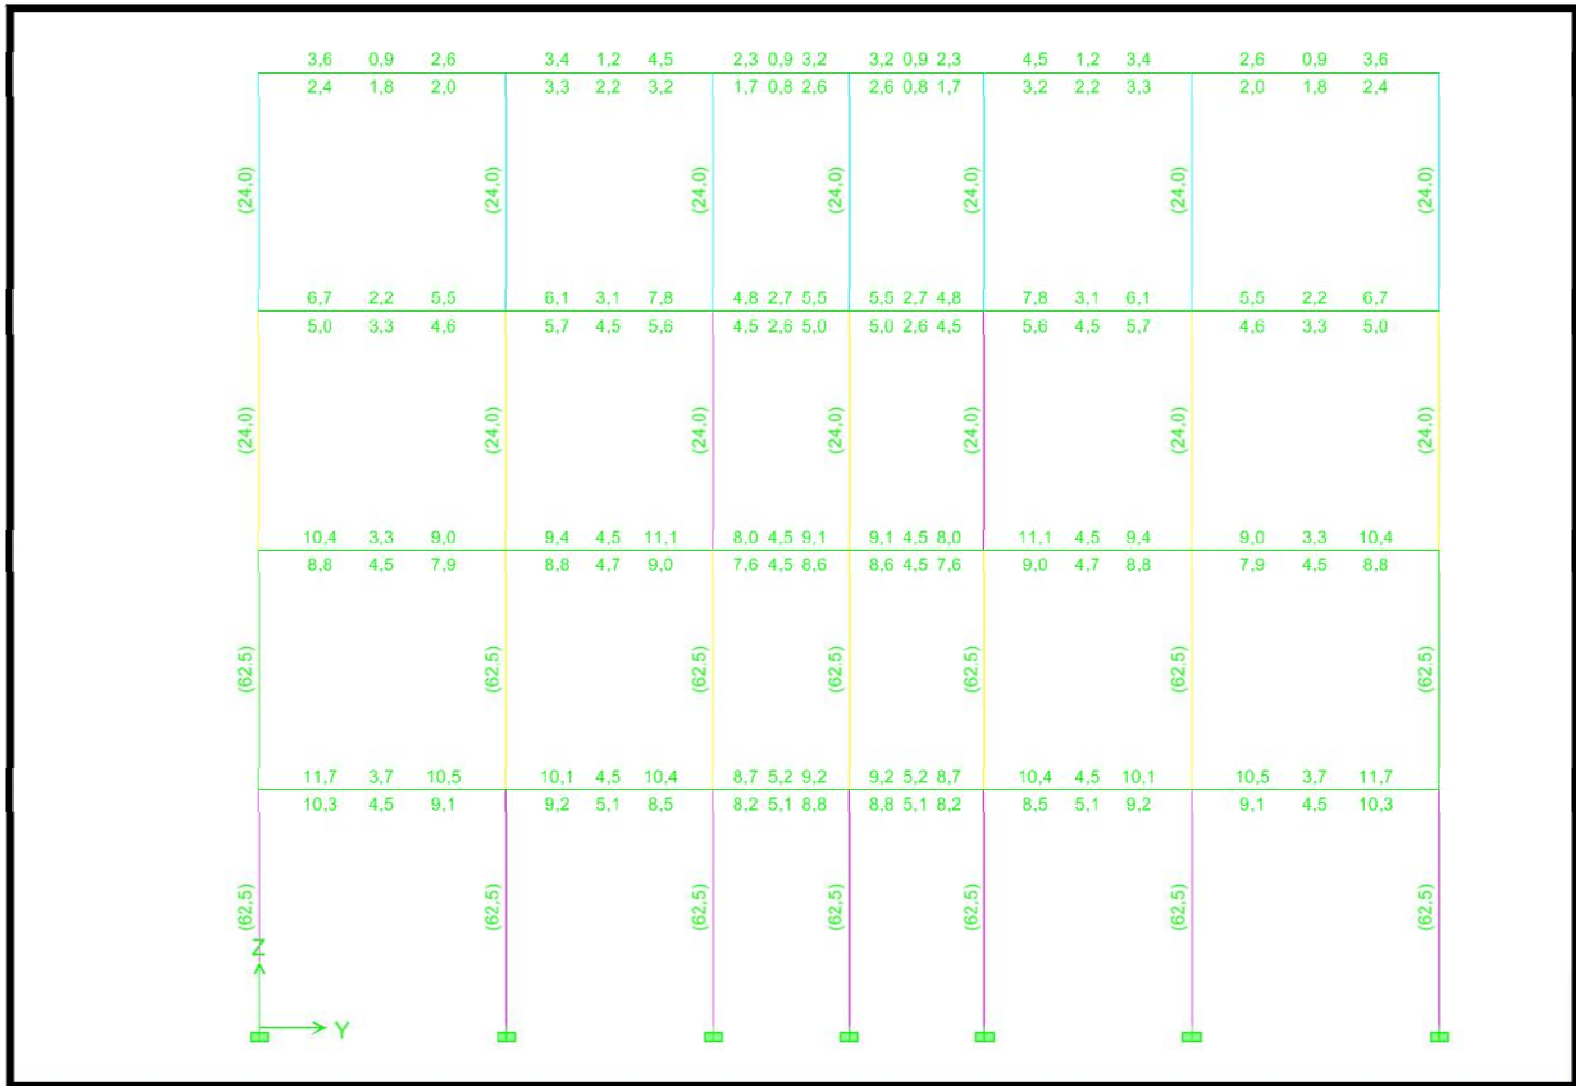 3,6 0,9 2,6 3,4 1,2 4,5 2,3 0,9 3,2 3,2 0,9 2,3 4,5 1,2 3,4 2,6 0,9 3,6
2,4 1,8 2,0 3,3 2,2 3,2 1,7 0,8 2,6 2,6 0,8 1,7 3,2 2,2 3,3 2,0 1,8 2,4
(24,0) (24,0) (24,0) (24,0) (24,0) (24,0) (24,0)
6,7 2,2 5,5 6,1 3,1 7,8 4,8 2,7 5,5 5,5 2,7 4,8 7,8 3,1 6,1 5,5 2,2 6,7
5,0 3,3 4,6 5,7 4,5 5,6 4,5 2,6 5,0 5,0 2,6 4,5 5,6 4,5 5,7 4,6 3,3 5,0
(24,0) (24,0) (24,0) (24,0) (24,0) (24,0) (24,0)
10,4 3,3 9,0 9,4 4,5 11,1 8,0 4,5 9,1 9,1 4,5 8,0 11,1 4,5 9,4 9,0 3,3 10,4
8,8 4,5 7,9 8,8 4,7 9,0 7,6 4,5 8,6 8,6 4,5 7,6 9,0 4,7 8,8 7,9 4,5 8,8
(62,5) (62,5) (62,5) (62,5) (62,5) (62,5) (62,5)
11,7 3,7 10,5 10,1 4,5 10,4 8,7 5,2 9,2 9,2 5,2 8,7 10,4 4,5 10,1 10,5 3,7 11,7
10,3 4,5 9,1 9,2 5,1 8,5 8,2 5,1 8,8 8,8 5,1 8,2 8,5 5,1 9,2 9,1 4,5 10,3
(62,5) (62,5) (62,5) (62,5) (62,5) (62,5) (62,5)
Z
Y